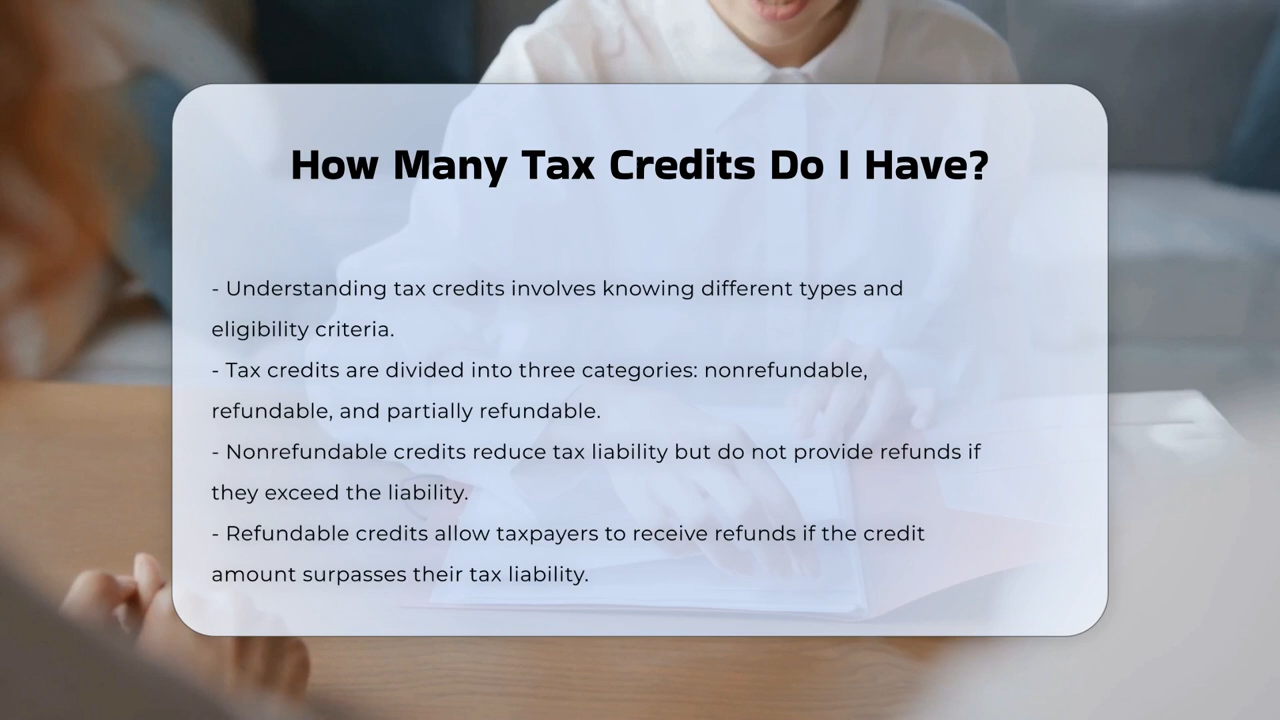 How Many Tax Credits Do I Have?
- Understanding tax credits involves knowing different types and
eligibility criteria.
- Tax credits are divided into three categories: nonrefundable,
refundable, and partially refundable.
- Nonrefundable credits reduce tax liability but do not provide refunds if
they exceed the liability.
- Refundable credits allow taxpayers to receive refunds if the credit
amount surpasses their tax liability.